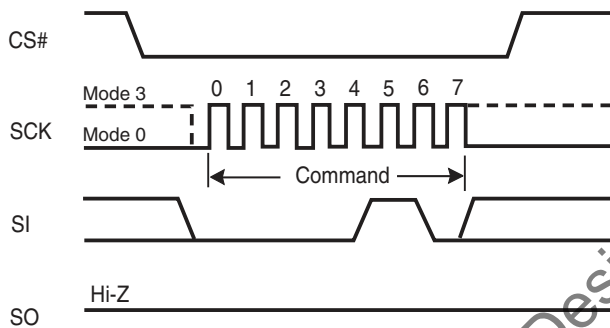 CS#
Mode 3
0 1 2 3 4 5 6 7
SCK
Mode 0
Command
SI
Hi-Z
SO